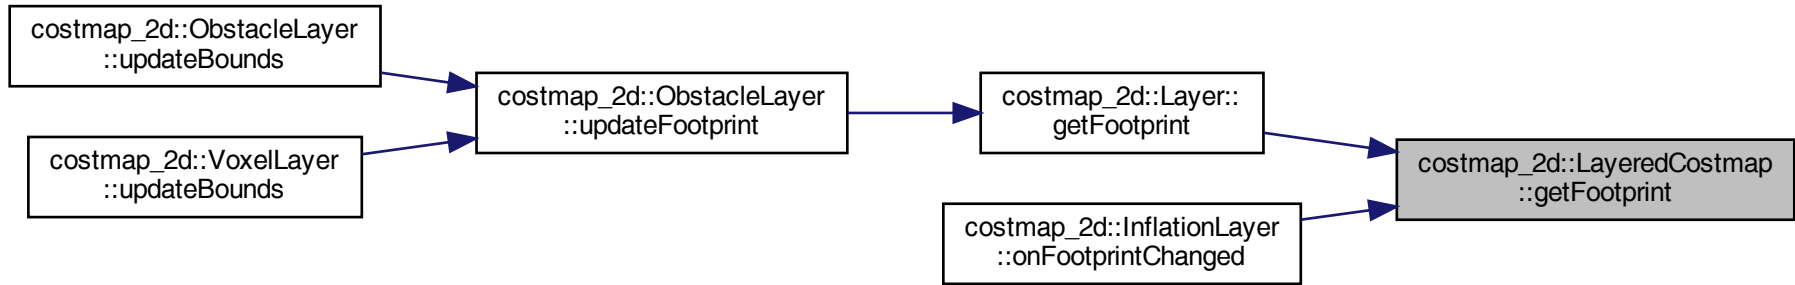 costmap_2d::ObstacleLayer
::updateBounds
costmap_2d::VoxelLayer
::updateBounds
costmap_2d::ObstacleLayer
::updateFootprint
costmap_2d::Layer::
getFootprint
costmap_2d::InflationLayer
::onFootprintChanged
costmap_2d::LayeredCostmap
::getFootprint